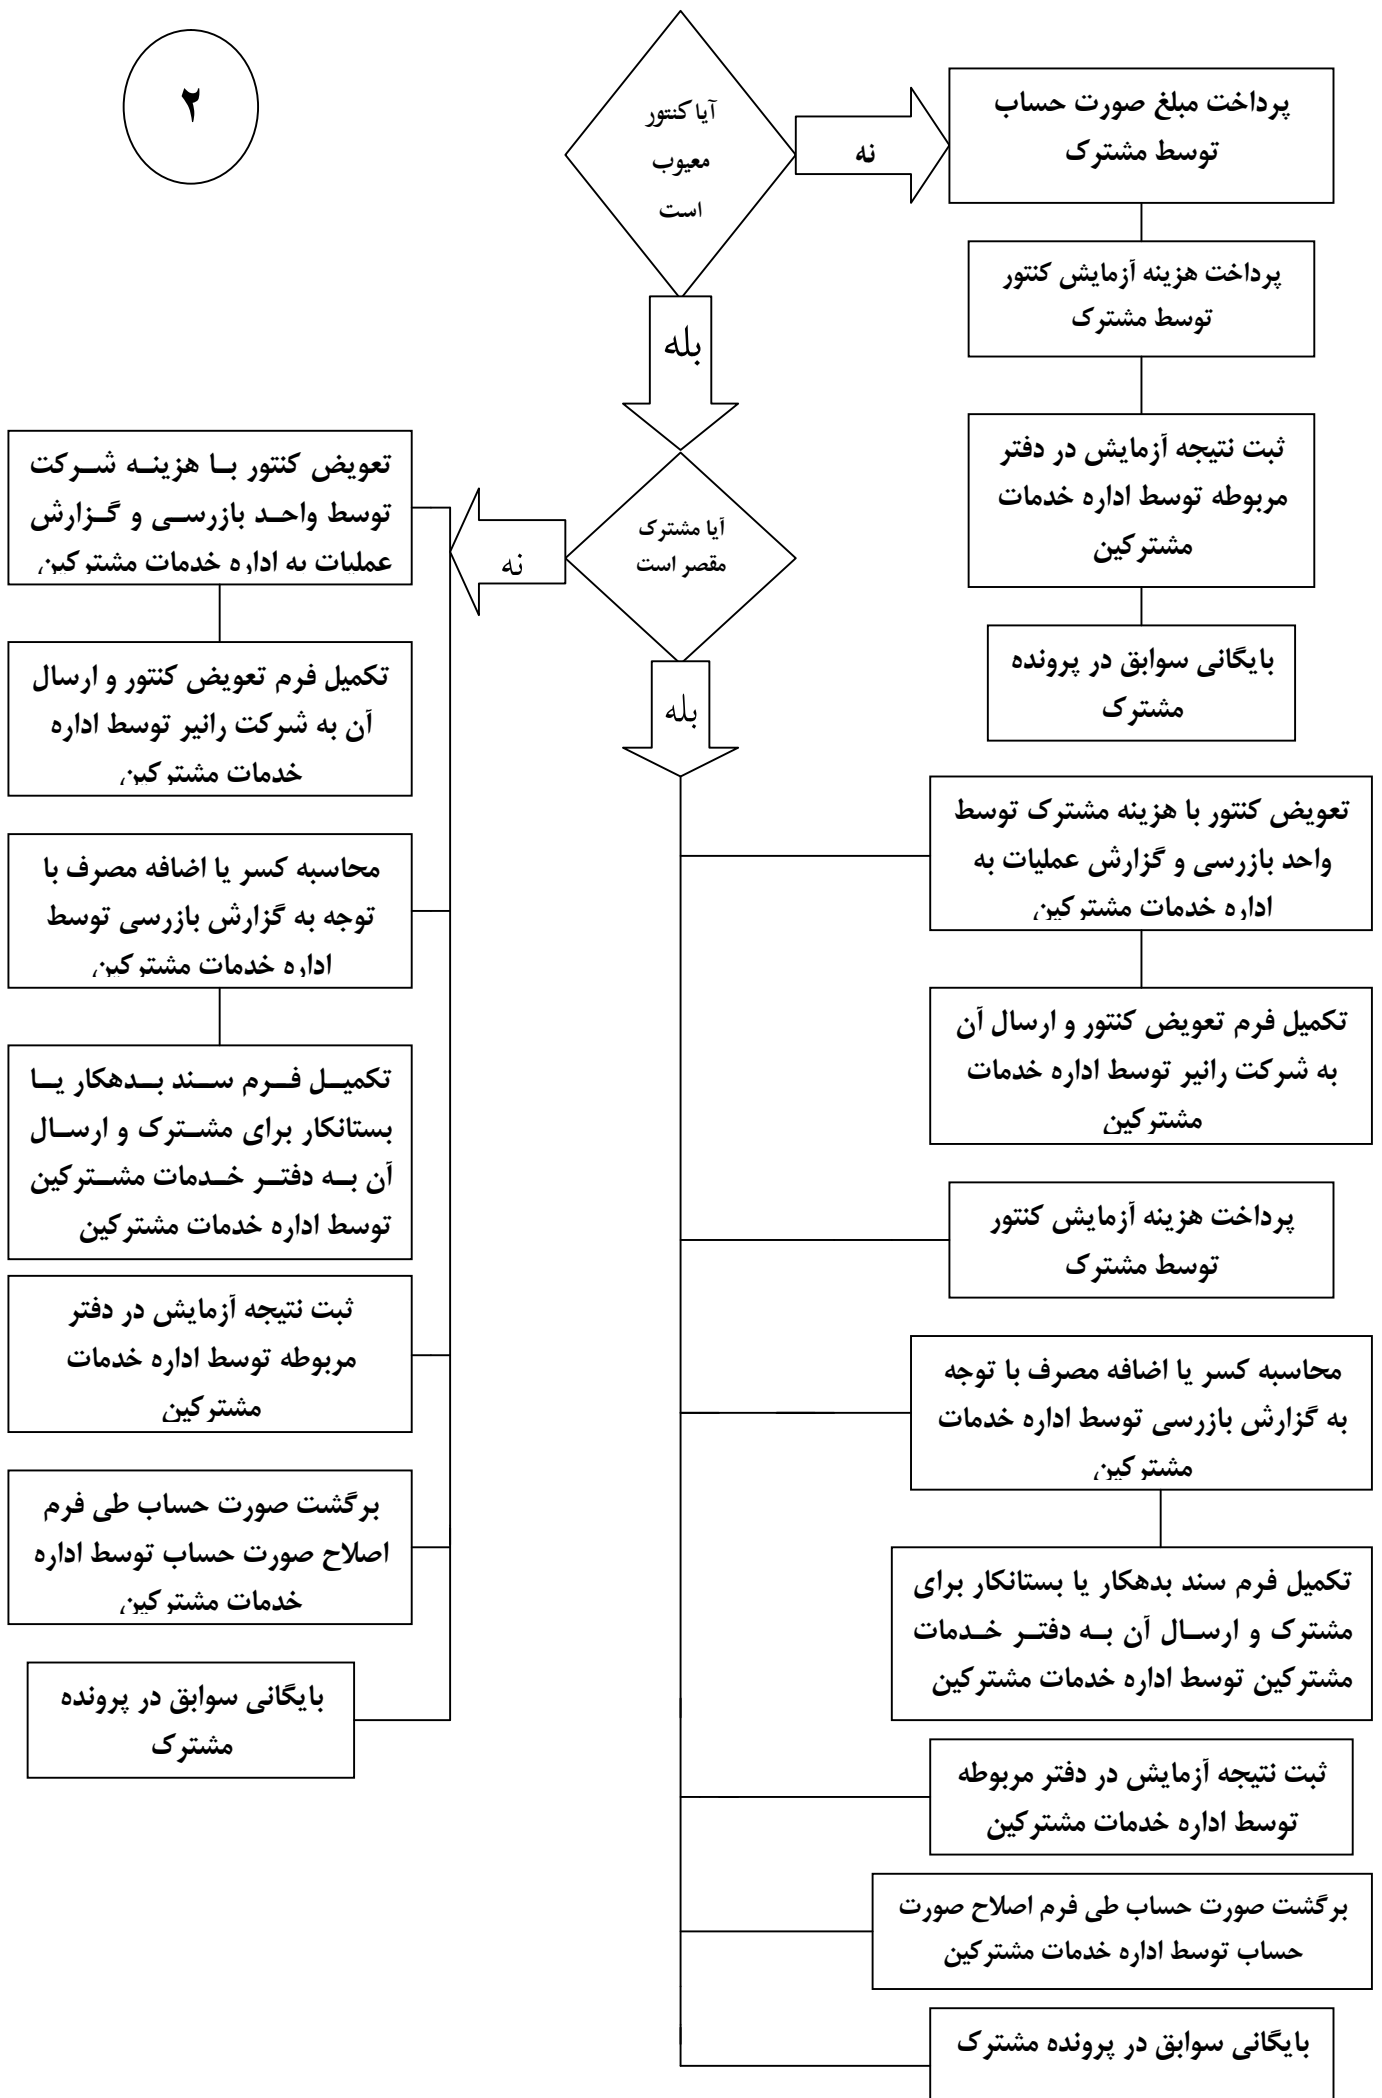 ۲
آیا کنتور
معیوب
است
نه
پرداخت مبلغ صورت حساب
توسط مشترک
پرداخت هزینه آزمایش کنتور
توسط مشترک
ثبت نتیجه آزمایش در دفتر
مربوطه توسط اداره خدمات
مشترکین
بایگانی سوابق در پرونده
مشترک
بله
آیا مشترک
مقصر است
نه
تعویض کنتور با هزینه شرکت
توسط واحد بازرسی و گزارش
عملیات به اداره خدمات مشترکین
تکمیل فرم تعویض کنتور و ارسال
آن به شرکت رانیر توسط اداره
خدمات مشترکین
محاسبه کسر یا اضافه مصرف با
توجه به گزارش بازرسی توسط
اداره خدمات مشترکین
تکمیل فرم سند بدهکار یا
بستانکار برای مشترک و ارسال
آن به دفتر خدمات مشترکین
توسط اداره خدمات مشترکین
ثبت نتیجه آزمایش در دفتر
مربوطه توسط اداره خدمات
مشترکین
برگشت صورت حساب طی فرم
اصلاح صورت حساب توسط اداره
خدمات مشترکین
بایگانی سوابق در پرونده
مشترک
بله
تعویض کنتور با هزینه مشترک توسط
واحد بازرسی و گزارش عملیات به
اداره خدمات مشترکین
تکمیل فرم تعویض کنتور و ارسال آن
به شرکت رانیر توسط اداره خدمات
مشترکین
پرداخت هزینه آزمایش کنتور
توسط مشترک
محاسبه کسر یا اضافه مصرف با توجه
به گزارش بازرسی توسط اداره خدمات
مشترکین
تکمیل فرم سند بدهکار یا بستانکار برای
مشترک و ارسال آن به دفتر خدمات
مشترکین توسط اداره خدمات مشترکین
ثبت نتیجه آزمایش در دفتر مربوطه
توسط اداره خدمات مشترکین
برگشت صورت حساب طی فرم اصلاح صورت
حساب توسط اداره خدمات مشترکین
بایگانی سوابق در پرونده مشترک